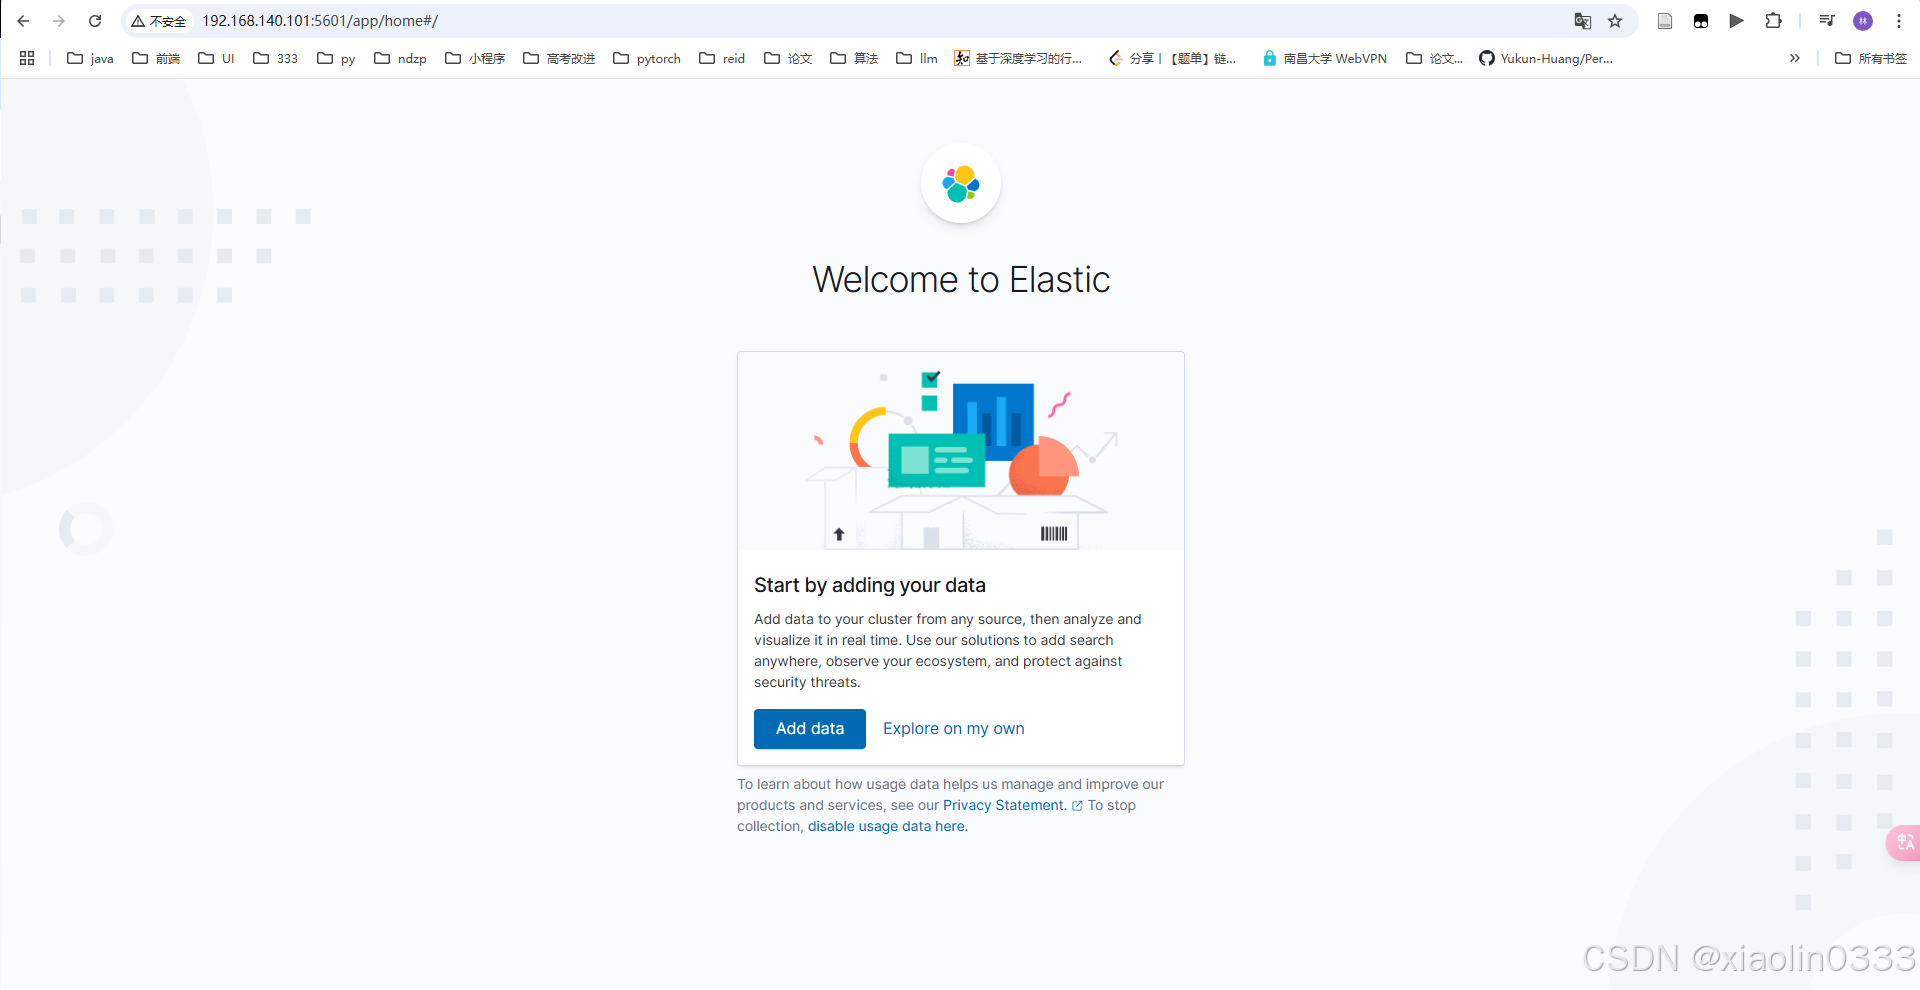 不安全 192.168.140.101:5601/app/home#/
java 前端 UI 333 py ndzp 小程序 高考改进 pytorch reid 论文 算法 llm 基于深度学习的行... 分享丨【题单】链... 南昌大学 WebVPN 论文... Yukun-Huang/Per... » 所有书签
Welcome to Elastic
Start by adding your data
Add data to your cluster from any source, then analyze and
visualize it in real time. Use our solutions to add search
anywhere, observe your ecosystem, and protect against
security threats.
Add data Explore on my own
To learn about how usage data helps us manage and improve our
products and services, see our Privacy Statement. To stop
collection, disable usage data here.
CSDN @xiaolin0333